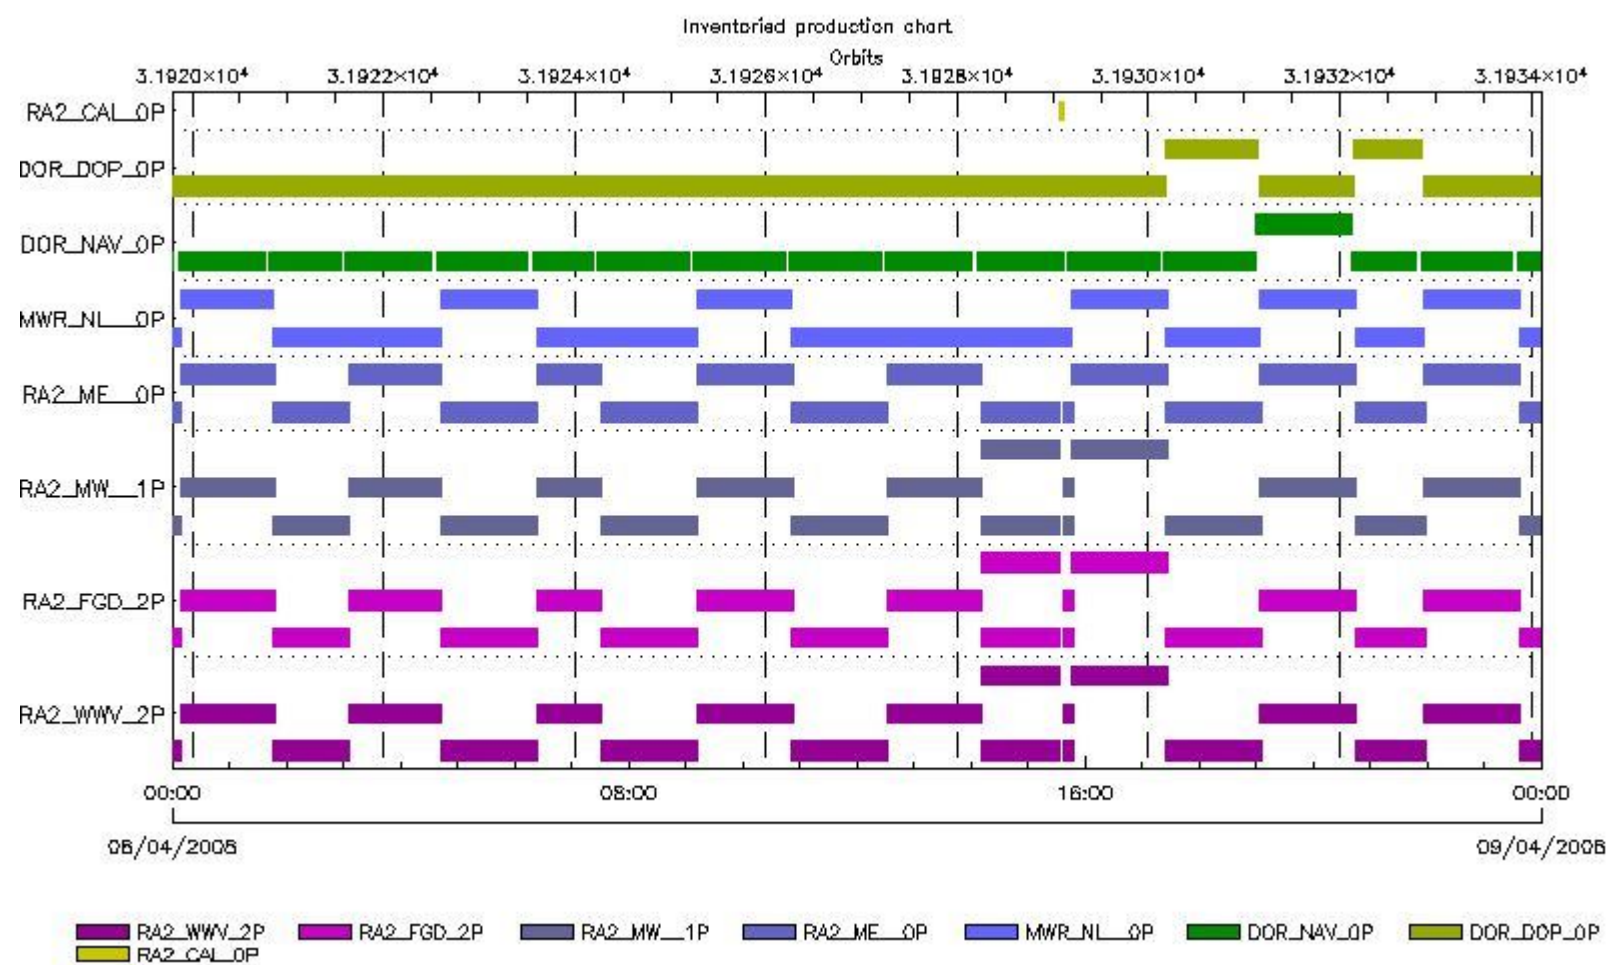 Inventoried production chart
Orbits
3.1920×10⁴ 3.1922×10⁴ 3.1924×10⁴ 3.1926×10⁴ 3.1928×10⁴ 3.1930×10⁴ 3.1932×10⁴ 3.1934×10⁴
RA2_CAL_0P
DOR_DOP_0P
DOR_NAV_0P
MWR_NL__0P
RA2_ME__0P
RA2_MW__1P
RA2_FGD_2P
RA2_WWV_2P
00:00 08:00 16:00 00:00
08/04/2008 09/04/2008
RA2_WWV_2P RA2_FGD_2P RA2_MW__1P RA2_ME__0P MWR_NL__0P DOR_NAV_0P DOR_DOP_0P
RA2_CAL_0P